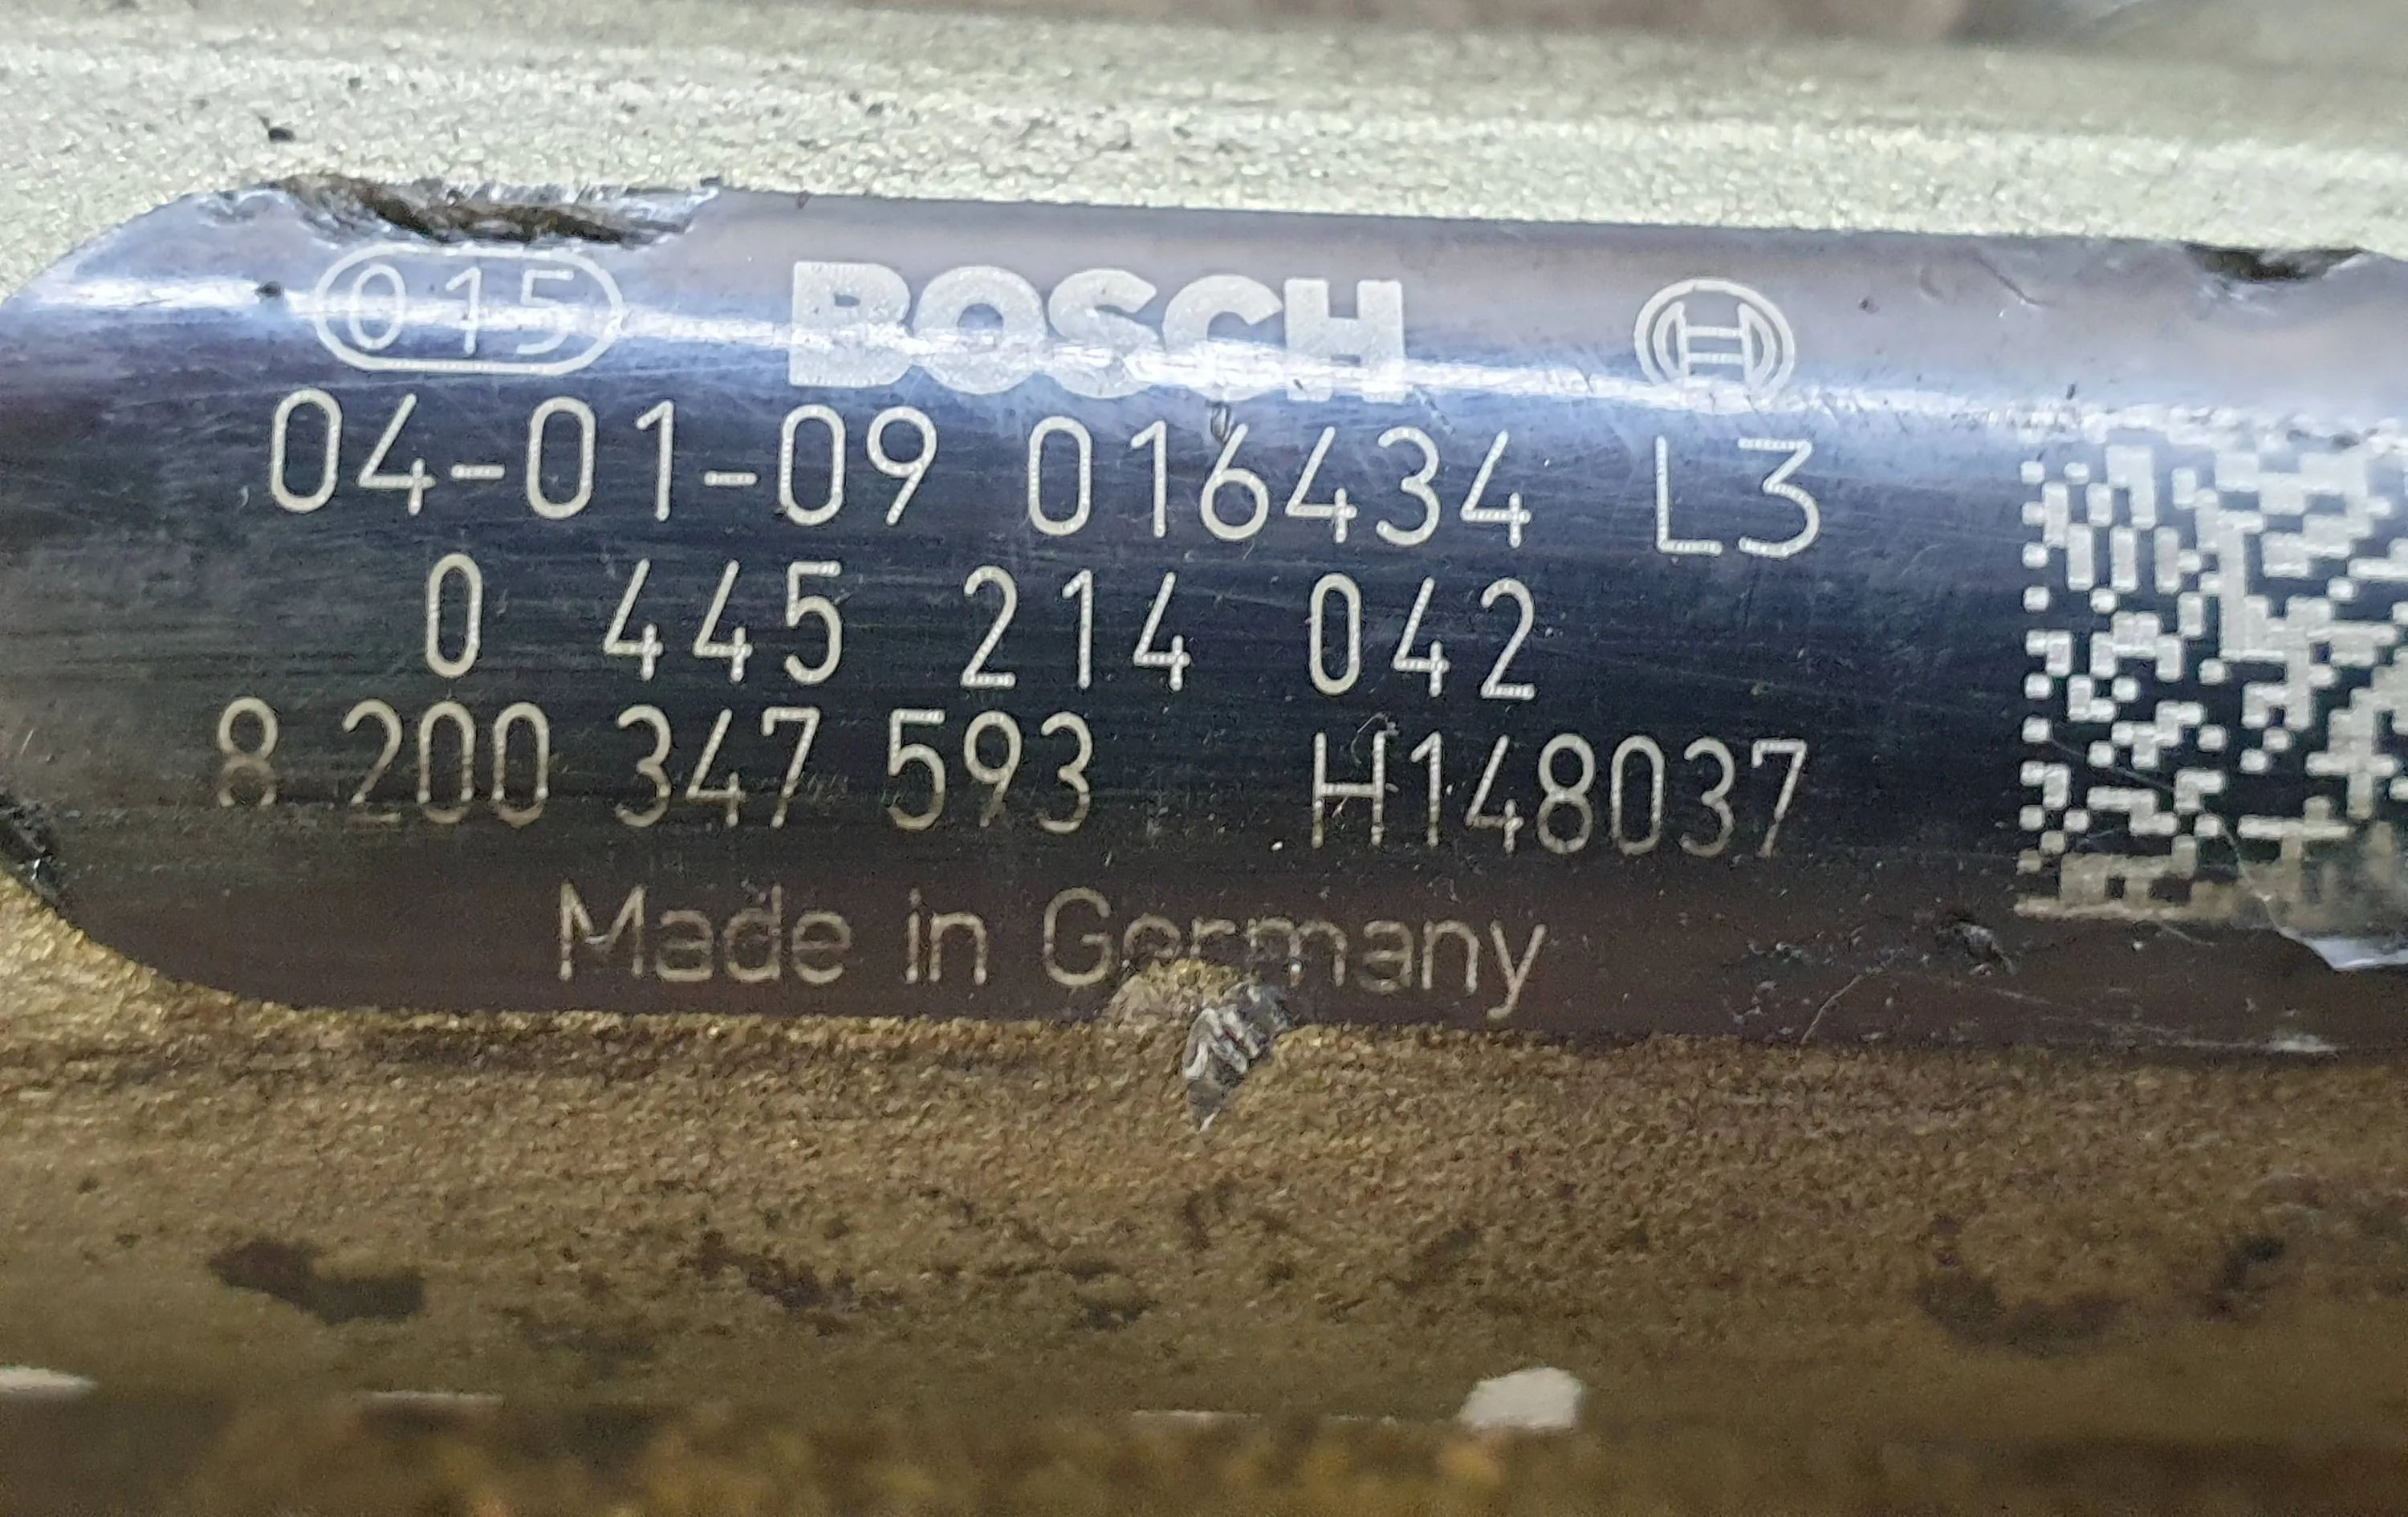 015 BOSCH
04-01-09 016434 L3
0 445 214 042
8 200 347 593 H148037
Made in Germany